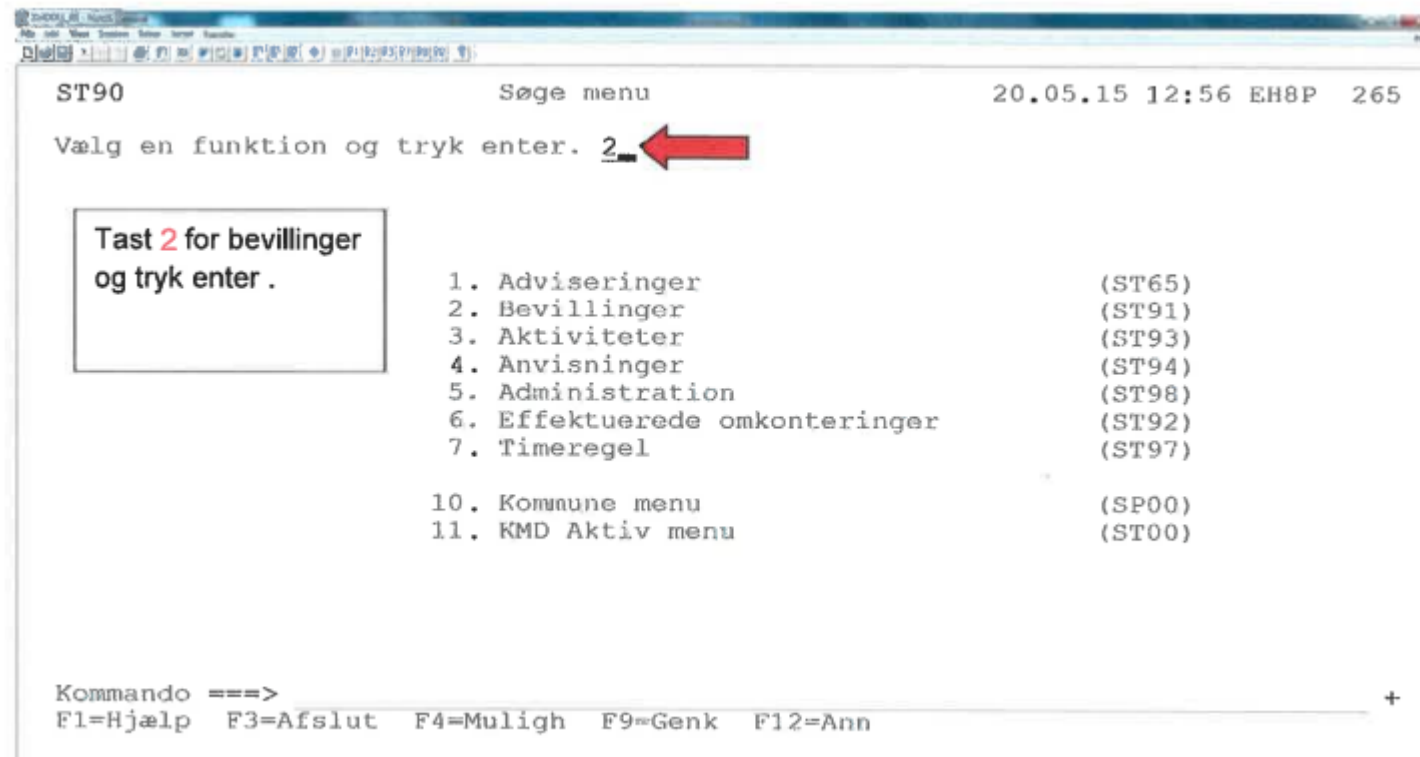 ST90 Søge menu 20.05.15 12:56 EH8P 265
Vælg en funktion og tryk enter. 2_
Tast 2 for bevillinger
og tryk enter .
1. Adviseringer (ST65)
2. Bevillinger (ST91)
3. Aktiviteter (ST93)
4. Anvisninger (ST94)
5. Administration (ST98)
6. Effektuerede omkonteringer (ST92)
7. Timeregel (ST97)
10. Kommune menu (SP00)
11. KMD Aktiv menu (ST00)
Kommando ===> +
F1=Hjælp F3=Afslut F4=Muligh F9=Genk F12=Ann